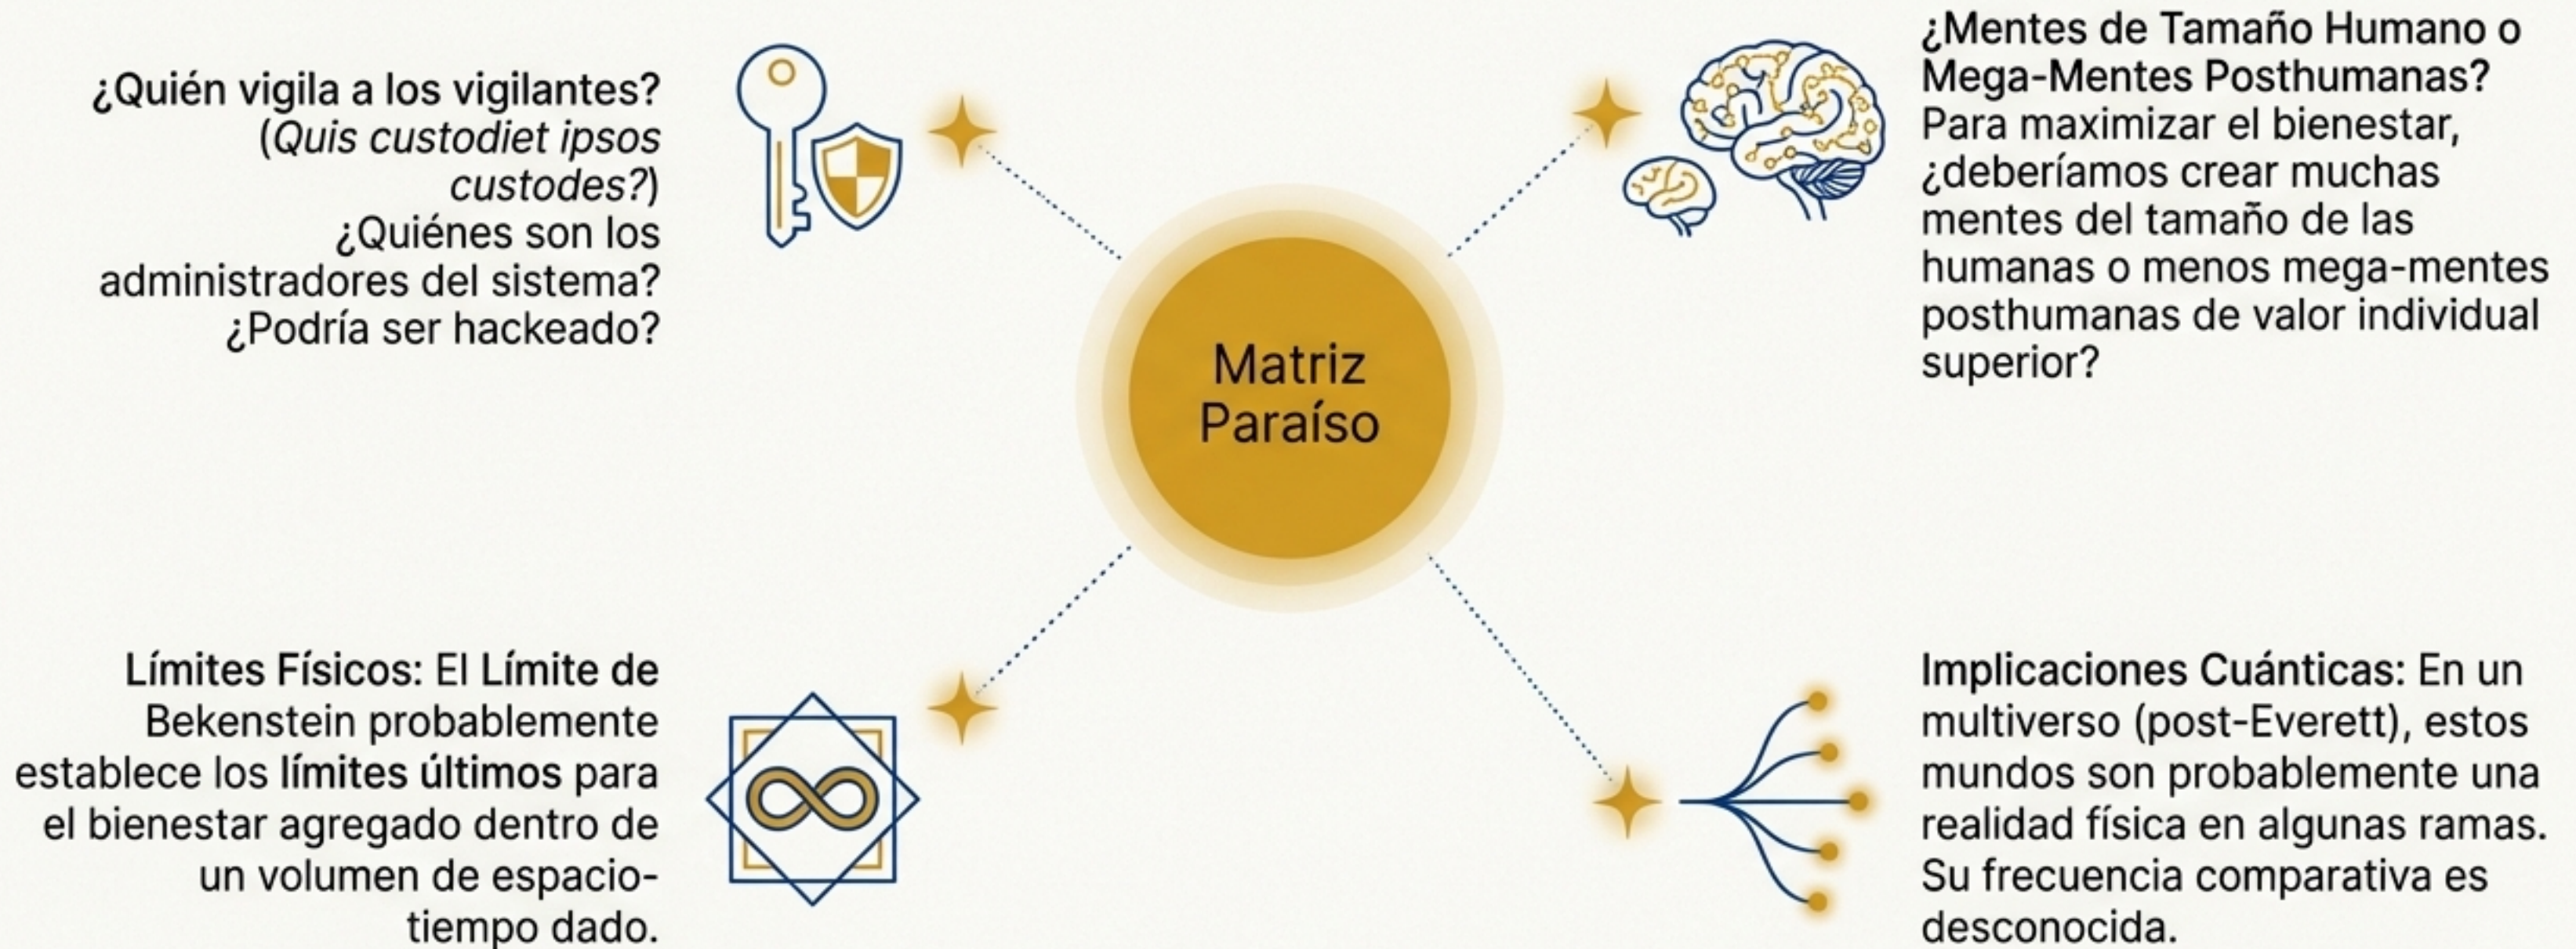 ¿Quién vigila a los vigilantes?
(Quis custodiet ipsos
custodes?)
¿Quiénes son los
administradores del sistema?
¿Podría ser hackeado?
¿Mentes de Tamaño Humano o
Mega-Mentes Posthumanas?
Para maximizar el bienestar,
¿deberíamos crear muchas
mentes del tamaño de las
humanas o menos mega-mentes
posthumanas de valor individual
superior?
Matriz
Paraíso
Límites Físicos: El Límite de
Bekenstein probablemente
establece los límites últimos para
el bienestar agregado dentro de
un volumen de espacio-
tiempo dado.
Implicaciones Cuánticas: En un
multiverso (post-Everett), estos
mundos son probablemente una
realidad física en algunas ramas.
Su frecuencia comparativa es
desconocida.